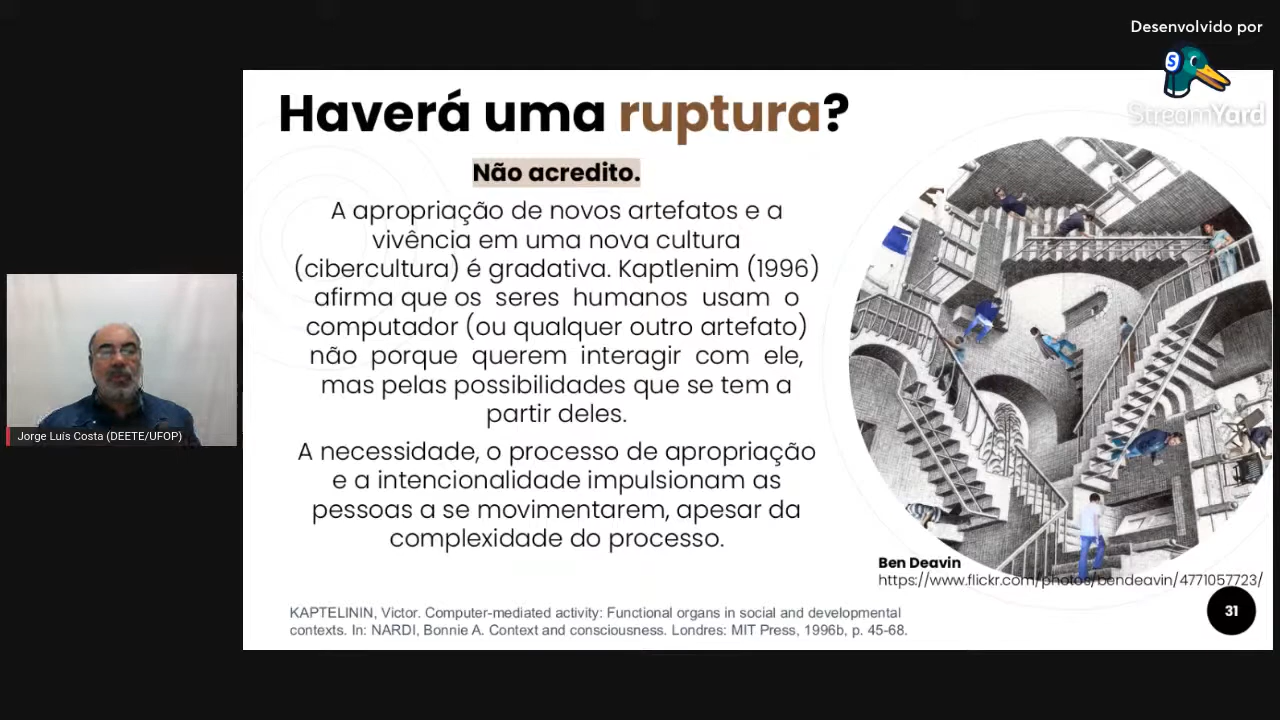 Desenvolvido por
StreamYard
Haverá uma ruptura?
Não acredito.
A apropriação de novos artefatos e a
vivência em uma nova cultura
(cibercultura) é gradativa. Kaptlenim (1996)
afirma que os seres humanos usam o
computador (ou qualquer outro artefato)
não porque querem interagir com ele,
mas pelas possibilidades que se tem a
partir deles.
A necessidade, o processo de apropriação
e a intencionalidade impulsionam as
pessoas a se movimentarem, apesar da
complexidade do processo.
Ben Deavin
https://www.flickr.com/photos/bendeavin/4771057723/
KAPTELININ, Victor. Computer-mediated activity: Functional organs in social and developmental
contexts. In: NARDI, Bonnie A. Context and consciousness. Londres: MIT Press, 1996b, p. 45-68.
31
Jorge Luís Costa (DEETE/UFOP)